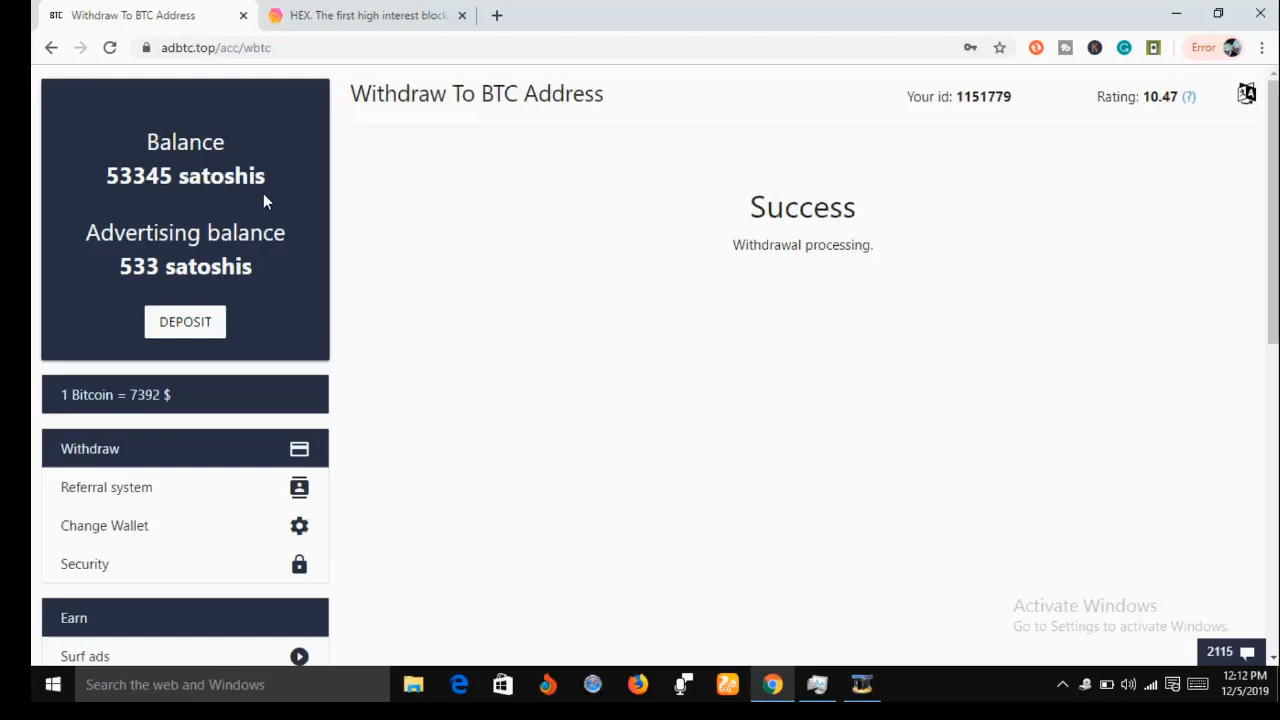 BTC Withdraw To BTC Address
HEX. The first high interest block
adbtc.top/acc/wbtc
Error
Balance
53345 satoshis
Advertising balance
533 satoshis
DEPOSIT
1 Bitcoin = 7392 $
Withdraw
Referral system
Change Wallet
Security
Earn
Surf ads
Withdraw To BTC Address
Your id: 1151779
Rating: 10.47 (?)
Success
Withdrawal processing.
Activate Windows
Go to Settings to activate Windows.
2115
Search the web and Windows
12:12 PM
12/5/2019